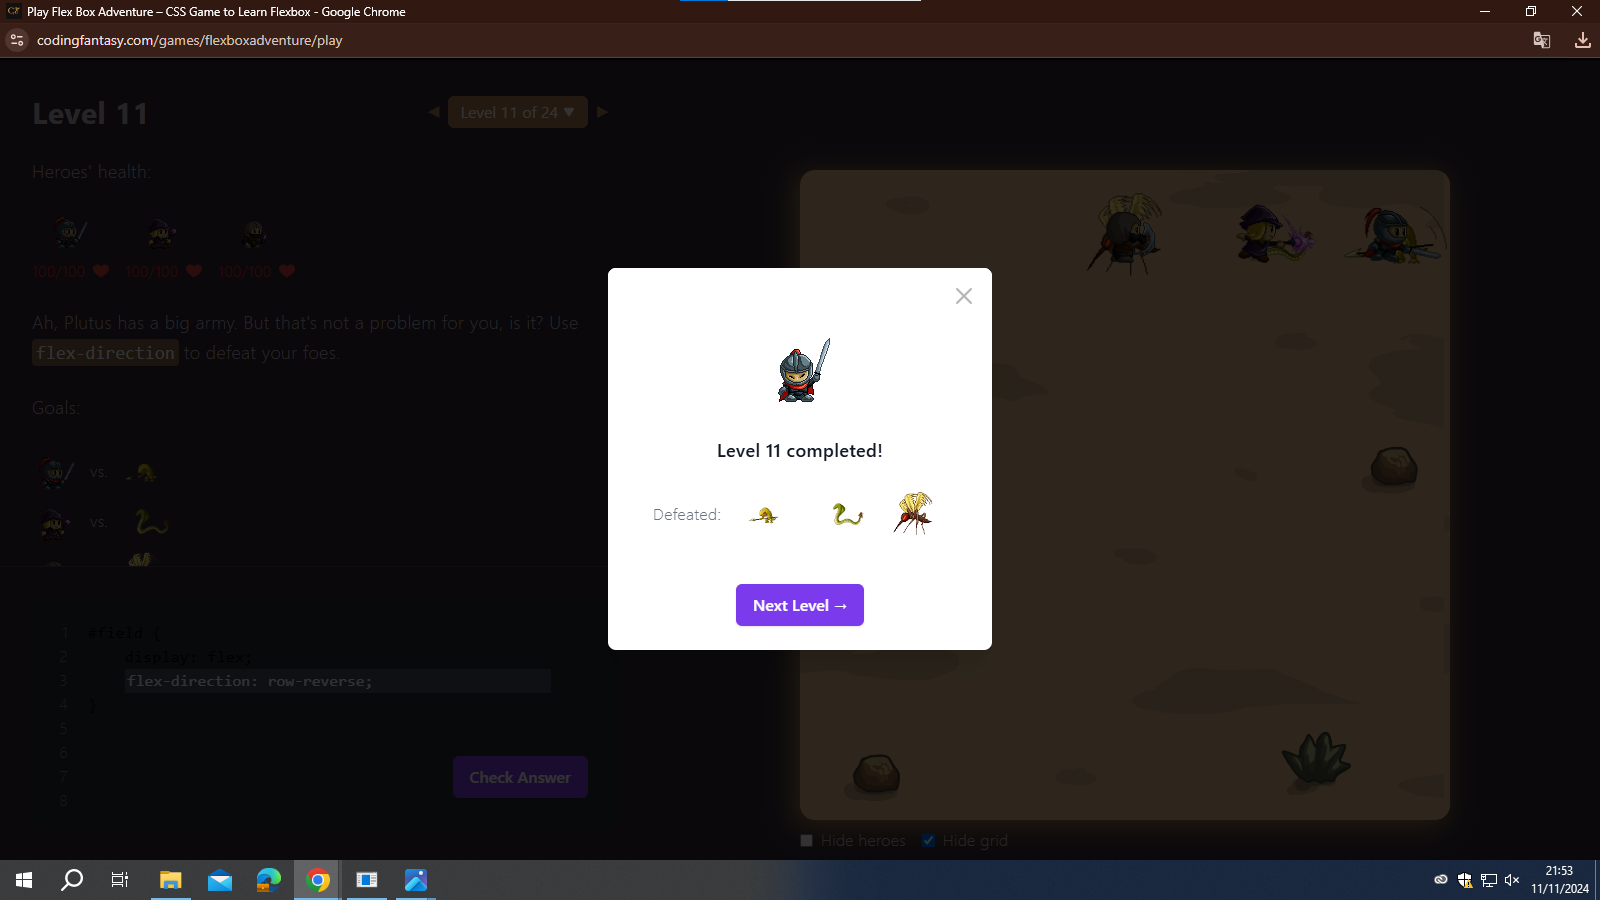 Play Flex Box Adventure – CSS Game to Learn Flexbox - Google Chrome
codingfantasy.com/games/flexboxadventure/play
Level 11
◀ Level 11 of 24 ▼ ▶
Heroes' health:
100/100 100/100 100/100
Ah, Plutus has a big army. But that's not a problem for you, is it? Use
flex-direction to defeat your foes.
Goals:
vs.
vs.
1 #field {
2 display: flex;
3 flex-direction: row-reverse;
4 }
5
6
7
8
Check Answer
Level 11 completed!
Defeated:
Next Level →
Hide heroes Hide grid
21:53
11/11/2024